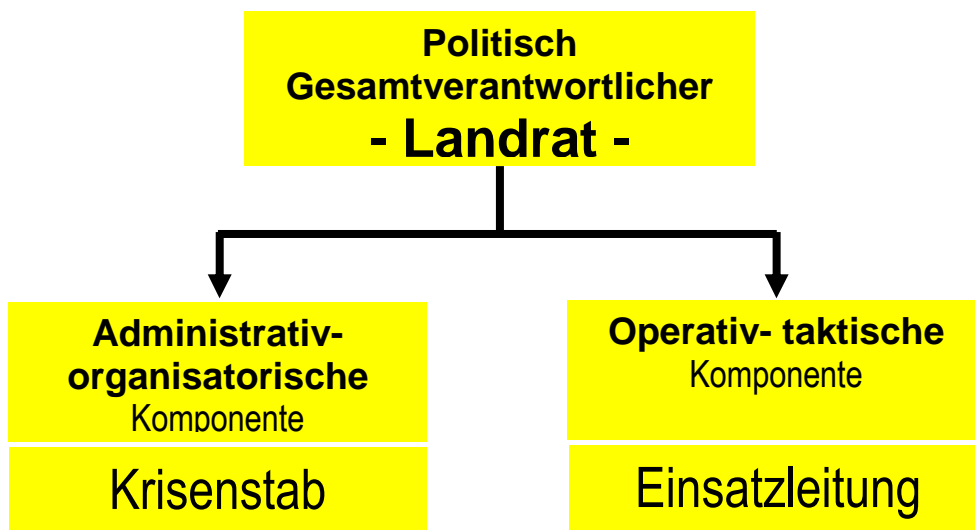 Politisch
Gesamtverantwortlicher
- Landrat -
Administrativ-
organisatorische
Komponente
Krisenstab
Operativ- taktische
Komponente
Einsatzleitung